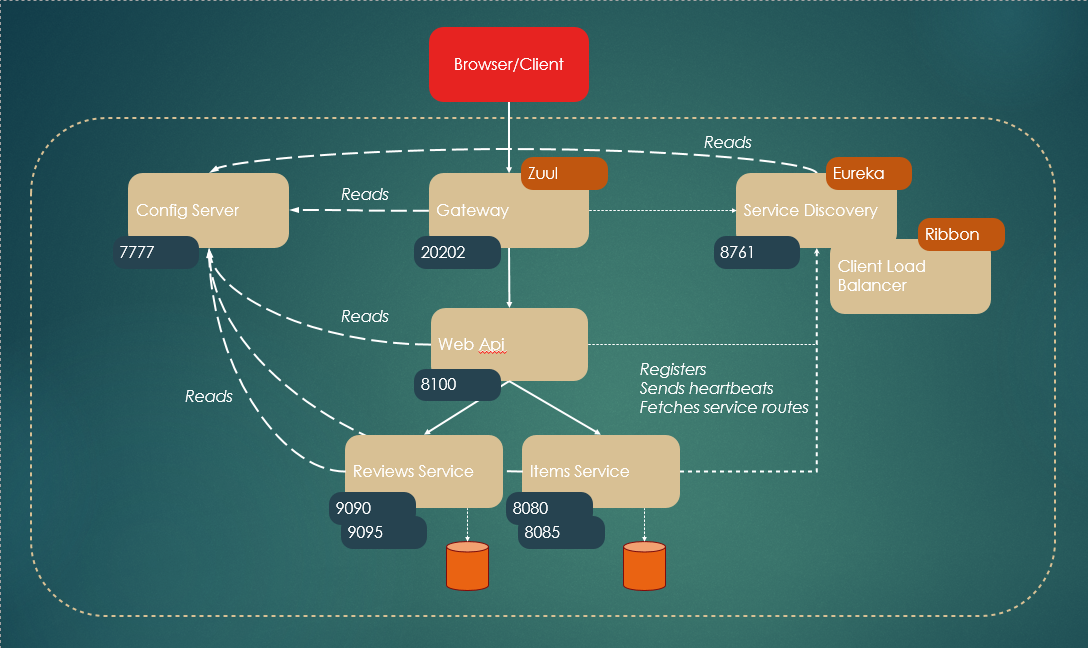 Browser/Client
Reads
Zuul
Eureka
Reads
Config Server
Gateway
Service Discovery
Ribbon
7777
20202
8761
Client Load
Balancer
Reads
Web Api
Registers
8100
Sends heartbeats
Reads
Fetches service routes
Reviews Service
Items Service
9090
8080
9095
8085